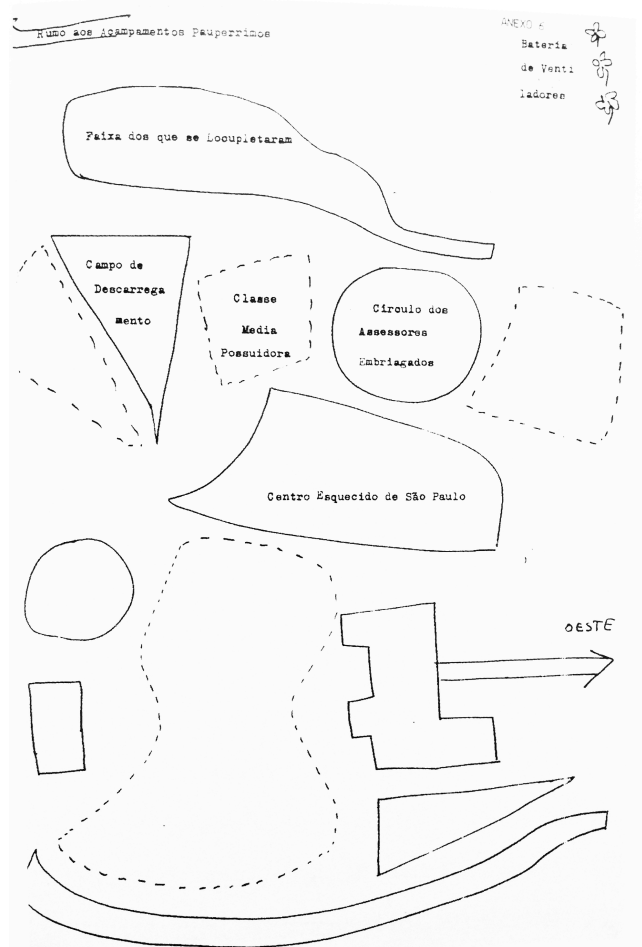 Rumo aos Acampamentos Pauperrimos
ANEXO 6
Bateria
de Venti
ladores
Faixa dos que se Locupletaram
Campo de
Descarrega
mento
Classe
Media
Possuidora
Circulo dos
Assessores
Embriagados
Centro Esquecido de São Paulo
OESTE